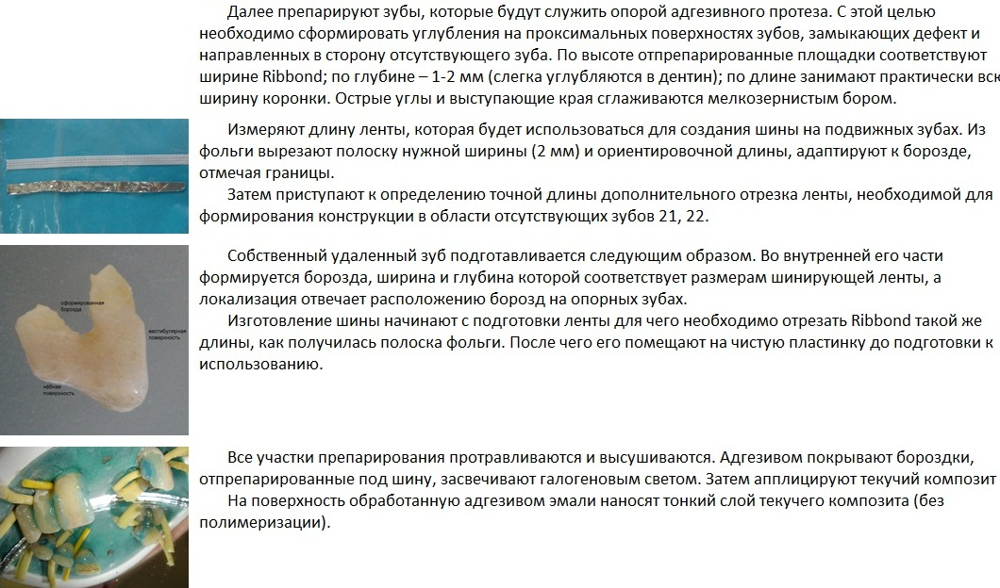 Далее препарируют зубы, которые будут служить опорой адгезивного протеза. С этой целью
необходимо сформировать углубления на проксимальных поверхностях зубов, замыкающих дефект и
направленных в сторону отсутствующего зуба. По высоте отпрепарированные площадки соответствуют
ширине Ribbond; по глубине – 1-2 мм (слегка углубляются в дентин); по длине занимают практически
ширину коронки. Острые углы и выступающие края сглаживаются мелкозернистым бором.
Измеряют длину ленты, которая будет использоваться для создания шины на подвижных зубах. Из
фольги вырезают полоску нужной ширины (2 мм) и ориентировочной длины, адаптируют к борозде,
отмечая границы.
Затем приступают к определению точной длины дополнительного отрезка ленты, необходимой для
формирования конструкции в области отсутствующих зубов 21, 22.
Собственный удаленный зуб подготавливается следующим образом. Во внутренней его части
формируется борозда, ширина и глубина которой соответствует размерам шинирующей ленты, а
локализация отвечает расположению борозд на опорных зубах.
Изготовление шины начинают с подготовки ленты для чего необходимо отрезать Ribbond такой же
длины, как получилась полоска фольги. После чего его помещают на чистую пластинку до подготовки к
использованию.
сформированная
борозда
вестибулярная
поверхность
нёбная
поверхность
Все участки препарирования протравливаются и высушиваются. Адгезивом покрывают бороздки,
отпрепарированные под шину, засвечивают галогеновым светом. Затем апплицируют текучий композит
На поверхность обработанную адгезивом эмали наносят тонкий слой текучего композита (без
полимеризации).